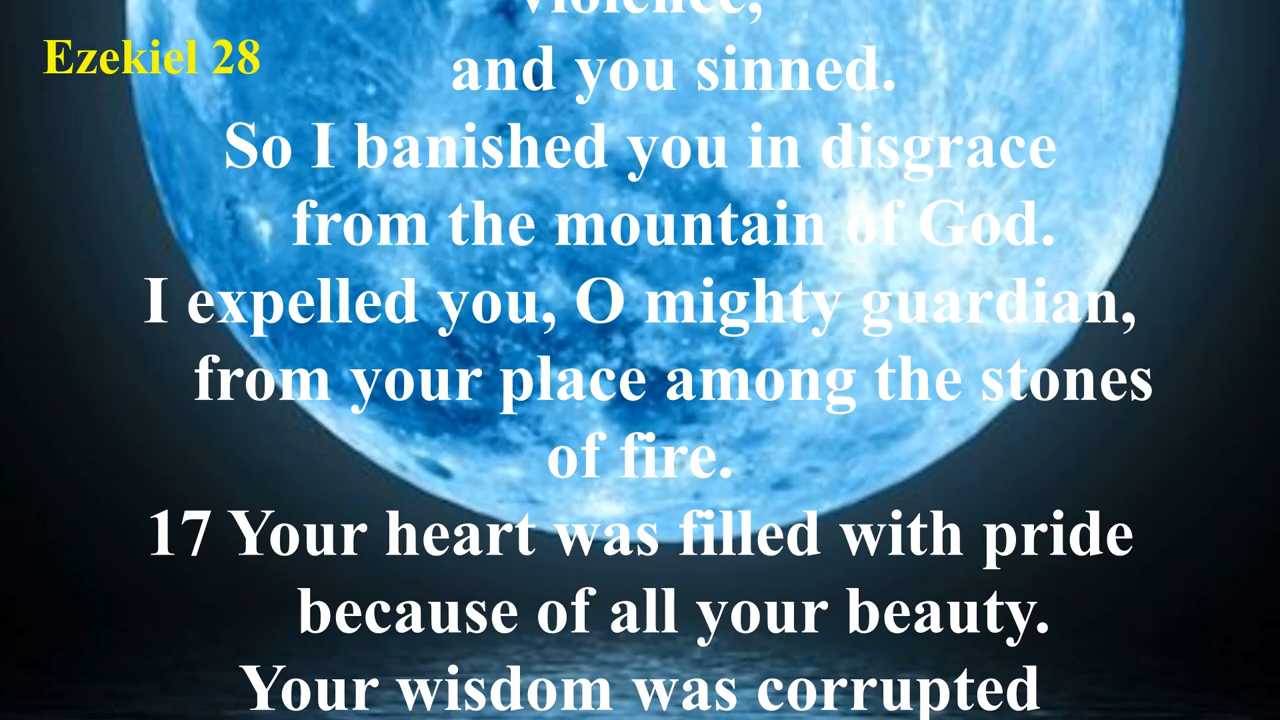 violence,
Ezekiel 28
and you sinned.
So I banished you in disgrace
from the mountain of God.
I expelled you, O mighty guardian,
from your place among the stones
of fire.
17 Your heart was filled with pride
because of all your beauty.
Your wisdom was corrupted